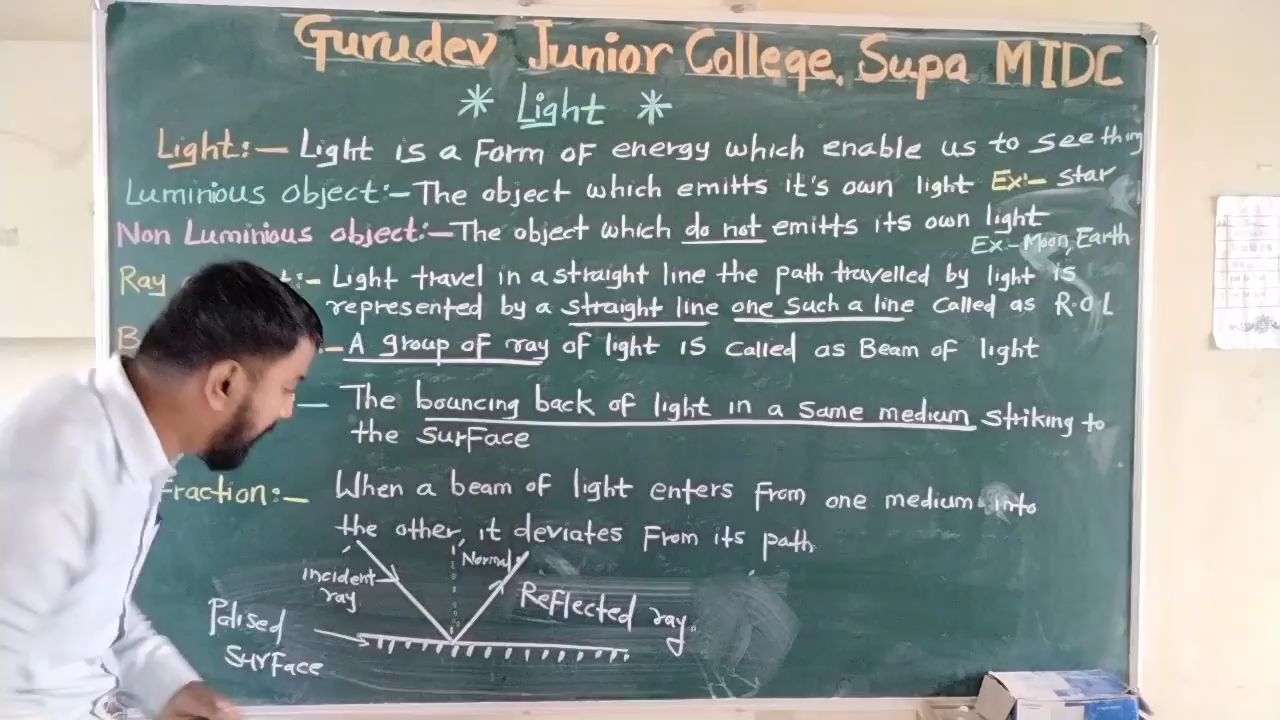 Gurudev Junior College, Supa MIDC
* Light *
Light:- Light is a form of energy which enable us to see thing
Luminious object:- The object which emitts it's own light Ex:- Star
Non Luminious object:- The object which do not emitts its own light
Ex:- Moon, Earth
Ray :- Light travel in a straight line the path travelled by light is
represented by a straight line one such a line called as R.O.L
B :- A group of ray of light is called as Beam of light
- The bouncing back of light in a same medium striking to
the surface
fraction:- When a beam of light enters from one medium into
the other, it deviates from its path
Normal
incident
ray
Reflected ray.
Polised
Surface